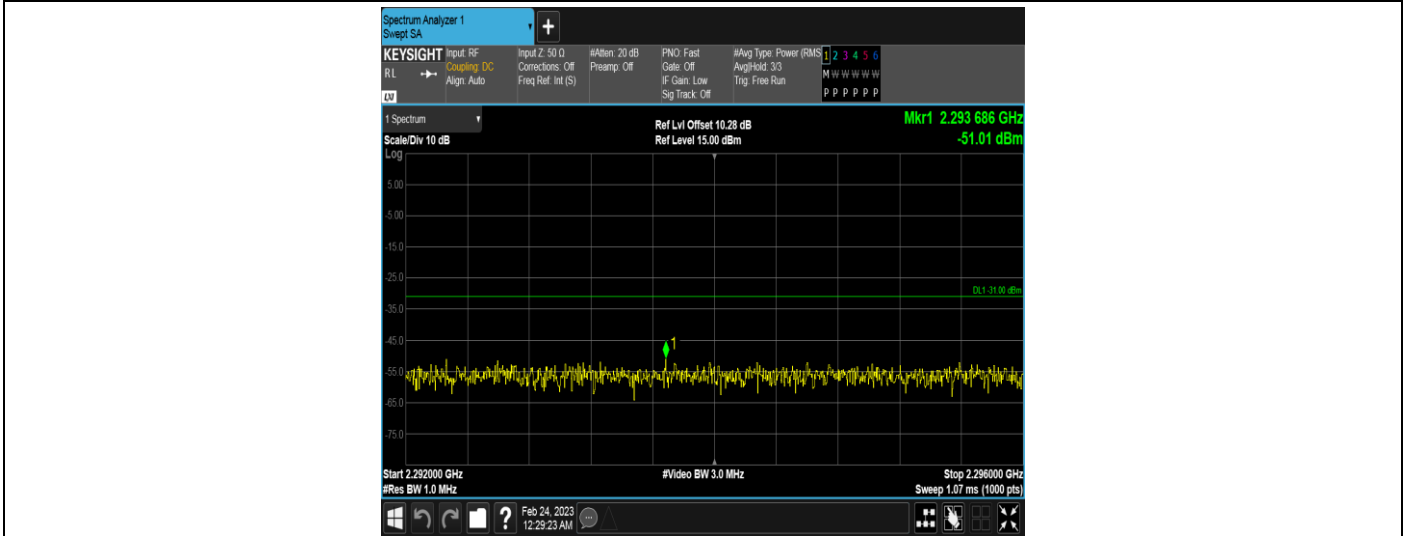 Spectrum Analyzer 1
Swept SA
+
KEYSIGHT
RL
LXI
Input: RF
Coupling: DC
Align: Auto
Input Z: 50 Ω
Corrections: Off
Freq Ref: Int (S)
#Atten: 20 dB
Preamp: Off
PNO: Fast
Gate: Off
IF Gain: Low
Sig Track: Off
#Avg Type: Power (RMS
Avg|Hold: 3/3
Trig: Free Run
1 2 3 4 5 6
M W W W W W
P P P P P P
1 Spectrum
Scale/Div 10 dB
Ref Lvl Offset 10.28 dB
Ref Level 15.00 dBm
Mkr1 2.293 686 GHz
-51.01 dBm
Log
5.00
-5.00
-15.0
-25.0
DL1 -31.00 dBm
-35.0
-45.0
1
-55.0
-65.0
-75.0
Start 2.292000 GHz
#Video BW 3.0 MHz
Stop 2.296000 GHz
#Res BW 1.0 MHz
Sweep 1.07 ms (1000 pts)
?
Feb 24, 2023
12:29:23 AM